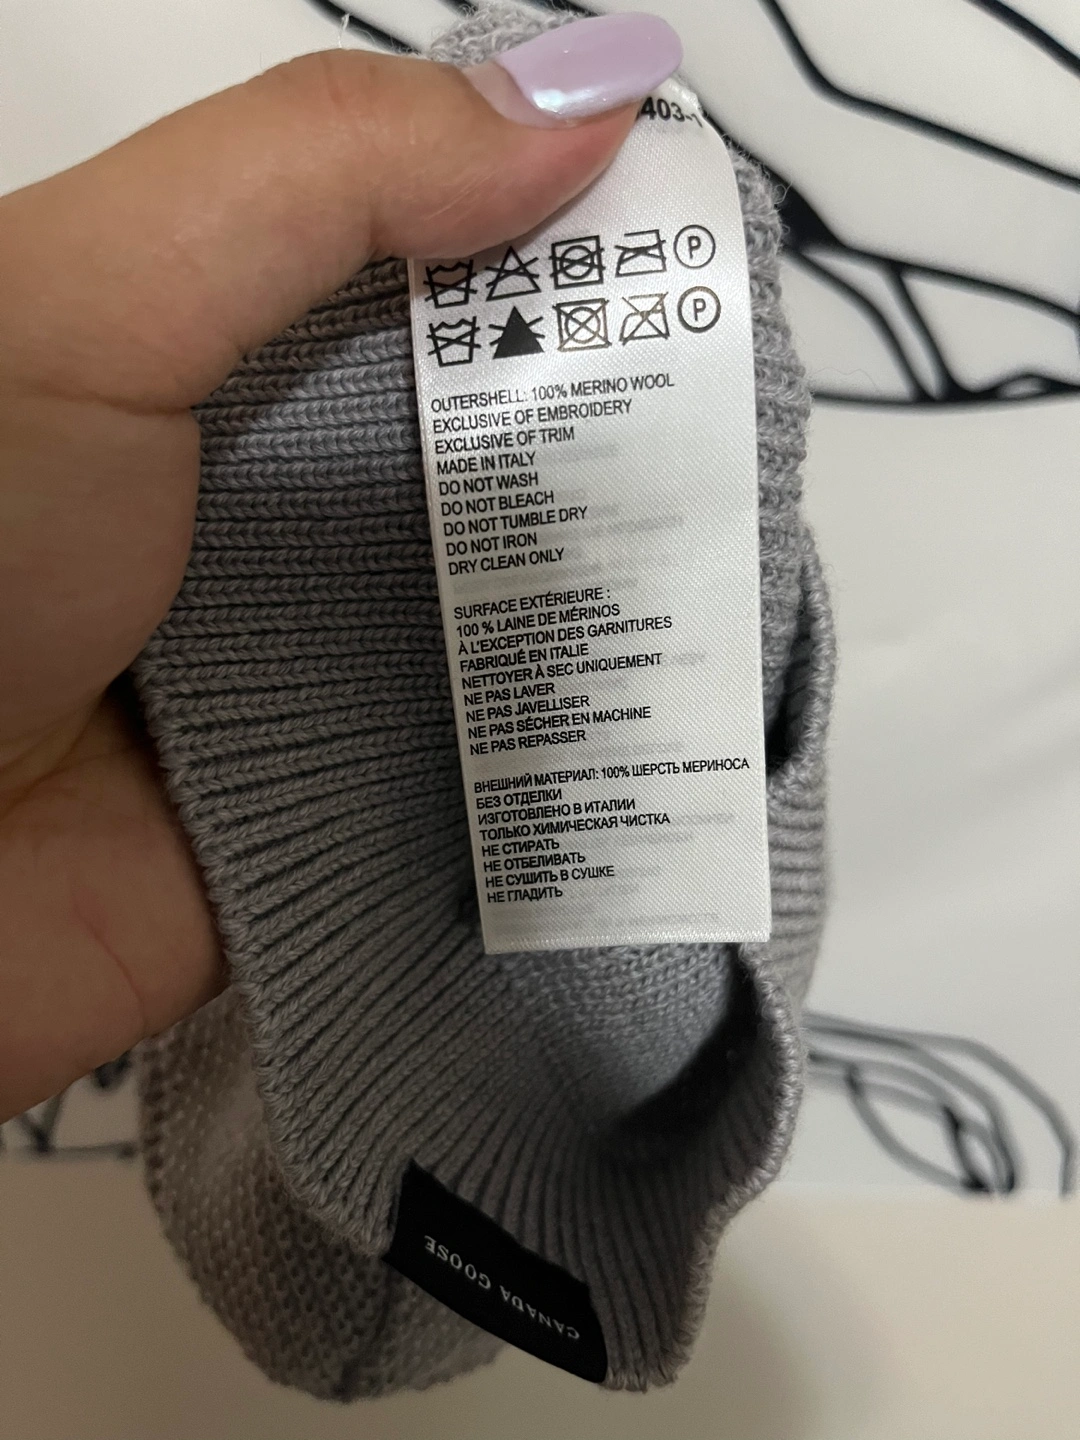 403-1
P
P
OUTERSHELL: 100% MERINO WOOL
EXCLUSIVE OF EMBROIDERY
EXCLUSIVE OF TRIM
MADE IN ITALY
DO NOT WASH
DO NOT BLEACH
DO NOT TUMBLE DRY
DO NOT IRON
DRY CLEAN ONLY
SURFACE EXTÉRIEURE :
100 % LAINE DE MÉRINOS
À L'EXCEPTION DES GARNITURES
FABRIQUÉ EN ITALIE
NETTOYER À SEC UNIQUEMENT
NE PAS LAVER
NE PAS JAVELLISER
NE PAS SÉCHER EN MACHINE
NE PAS REPASSER
ВНЕШНИЙ МАТЕРИАЛ: 100% ШЕРСТЬ МЕРИНОСА
БЕЗ ОТДЕЛКИ
ИЗГОТОВЛЕНО В ИТАЛИИ
ТОЛЬКО ХИМИЧЕСКАЯ ЧИСТКА
НЕ СТИРАТЬ
НЕ ОТБЕЛИВАТЬ
НЕ СУШИТЬ В СУШКЕ
НЕ ГЛАДИТЬ
CANADA GOOSE